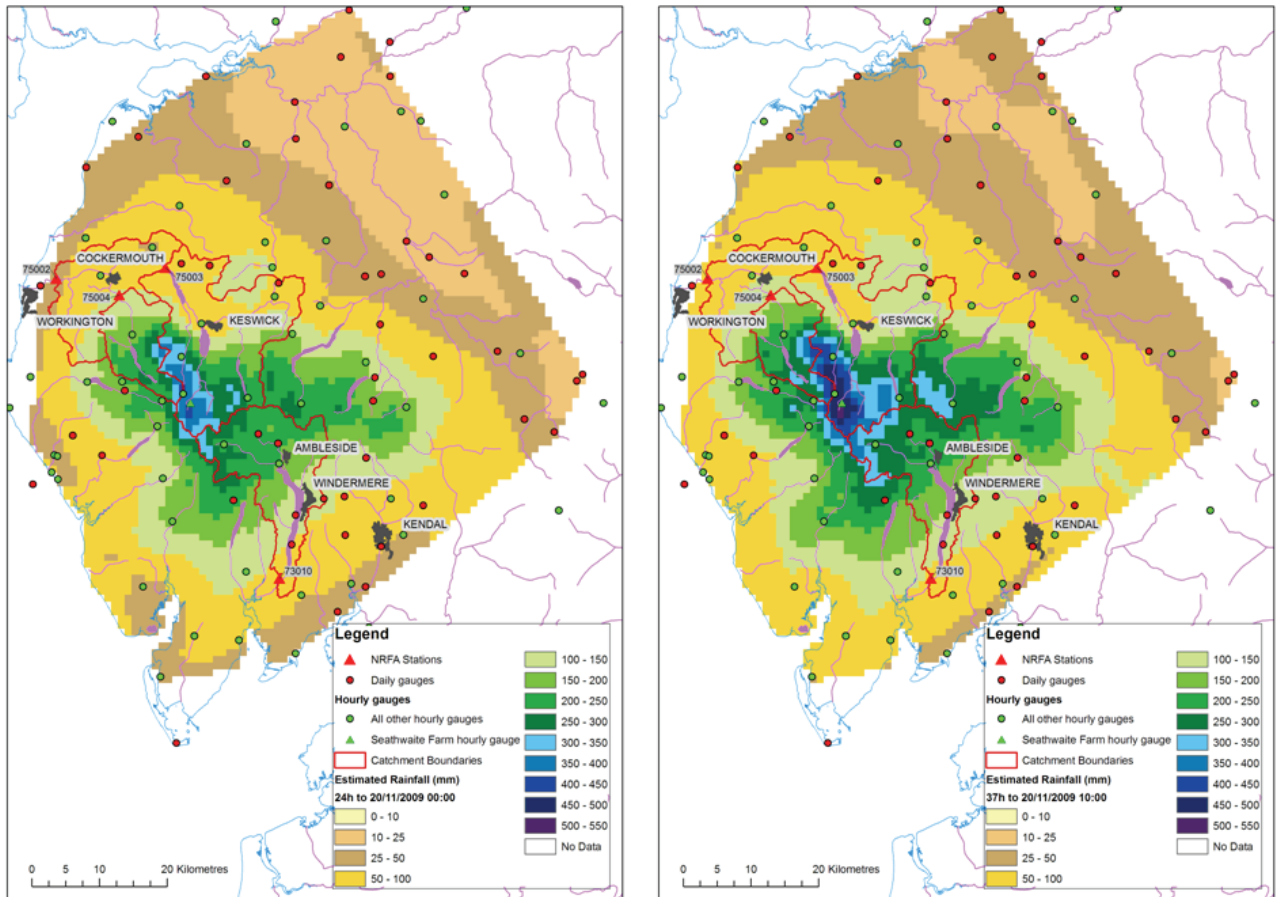 COCKERMOUTH
75002
75003
75004
WORKINGTON
KESWICK
AMBLESIDE
WINDERMERE
KENDAL
73010
Legend
NRFA Stations
Daily gauges
Hourly gauges
All other hourly gauges
Seathwaite Farm hourly gauge
Catchment Boundaries
Estimated Rainfall (mm)
24h to 20/11/2009 00:00
0 - 10
10 - 25
25 - 50
50 - 100
100 - 150
150 - 200
200 - 250
250 - 300
300 - 350
350 - 400
400 - 450
450 - 500
500 - 550
No Data
0 5 10 20 Kilometres
COCKERMOUTH
75002
75003
75004
WORKINGTON
KESWICK
AMBLESIDE
WINDERMERE
KENDAL
73010
Legend
NRFA Stations
Daily gauges
Hourly gauges
All other hourly gauges
Seathwaite Farm hourly gauge
Catchment Boundaries
Estimated Rainfall (mm)
37h to 20/11/2009 10:00
0 - 10
10 - 25
25 - 50
50 - 100
100 - 150
150 - 200
200 - 250
250 - 300
300 - 350
350 - 400
400 - 450
450 - 500
500 - 550
No Data
0 5 10 20 Kilometres